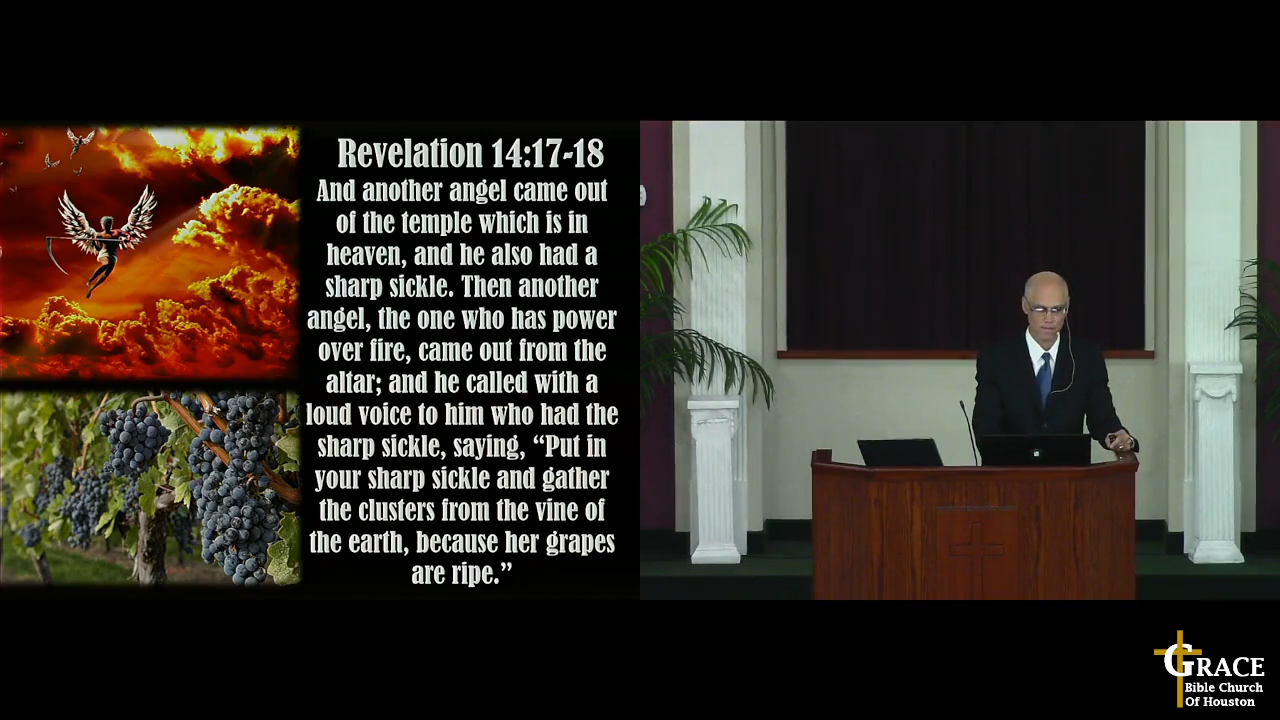 Revelation 14:17-18
And another angel came out
of the temple which is in
heaven, and he also had a
sharp sickle. Then another
angel, the one who has power
over fire, came out from the
altar; and he called with a
loud voice to him who had the
sharp sickle, saying, “Put in
your sharp sickle and gather
the clusters from the vine of
the earth, because her grapes
are ripe.”
GRACE
Bible Church
Of Houston